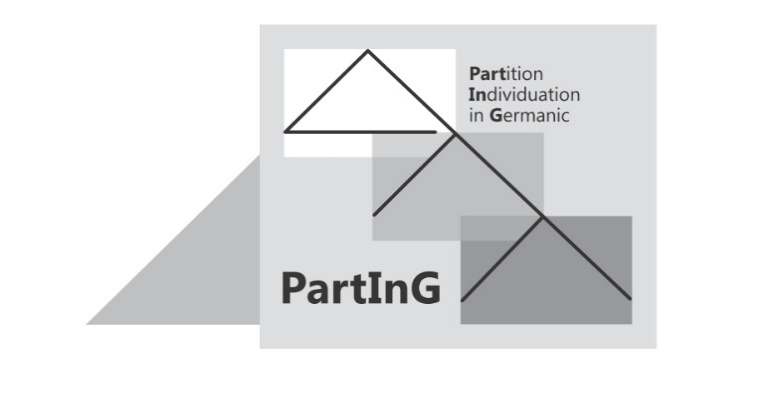 Partition
Individuation
in Germanic
PartInG